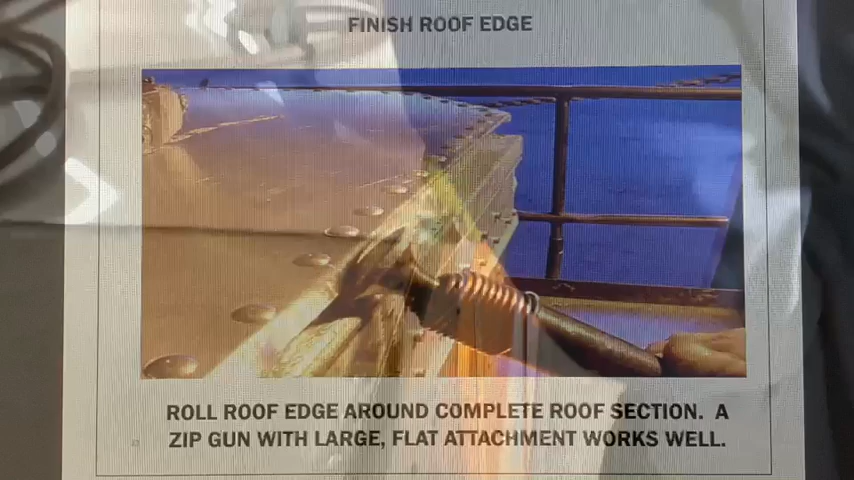 FINISH ROOF EDGE
ROLL ROOF EDGE AROUND COMPLETE ROOF SECTION. A
ZIP GUN WITH LARGE, FLAT ATTACHMENT WORKS WELL.